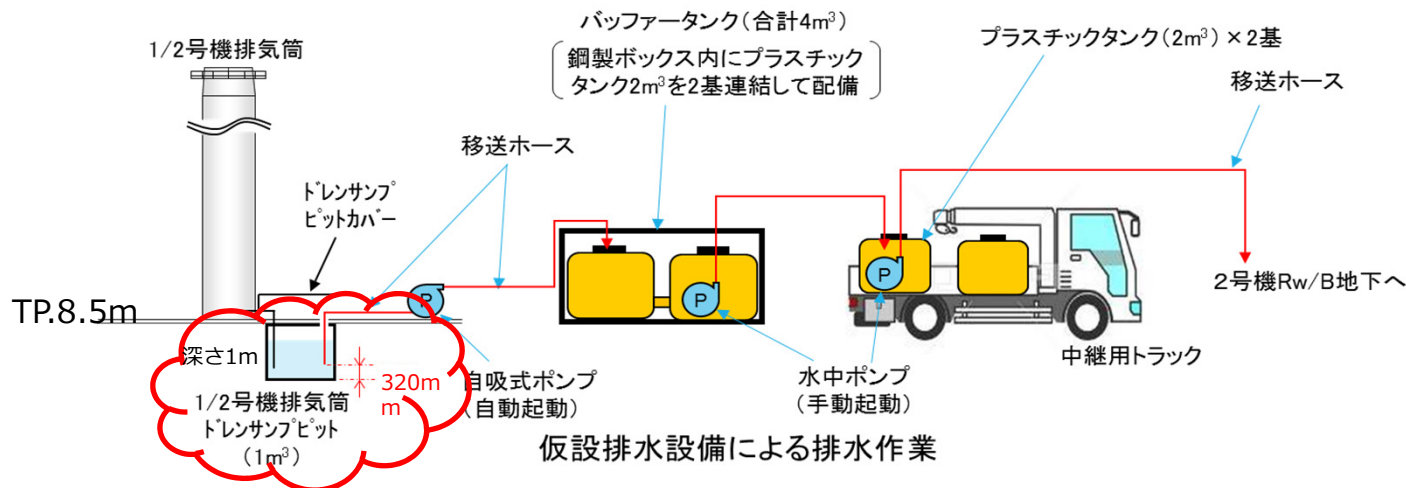 バッファータンク(合計4m³)
鋼製ボックス内にプラスチック
タンク2m³を2基連結して配備
プラスチックタンク(2m³)×2基
移送ホース
1/2号機排気筒
移送ホース
ﾄﾞﾚﾝｻﾝﾌﾟ
ﾋﾟｯﾄｶﾊﾞｰ
P
P
P
TP.8.5m
2号機Rw/B地下へ
深さ1m
320m
m
自吸式ポンプ
(自動起動)
水中ポンプ
(手動起動)
中継用トラック
1/2号機排気筒
ﾄﾞﾚﾝｻﾝﾌﾟﾋﾟｯﾄ
(1m³)
仮設排水設備による排水作業